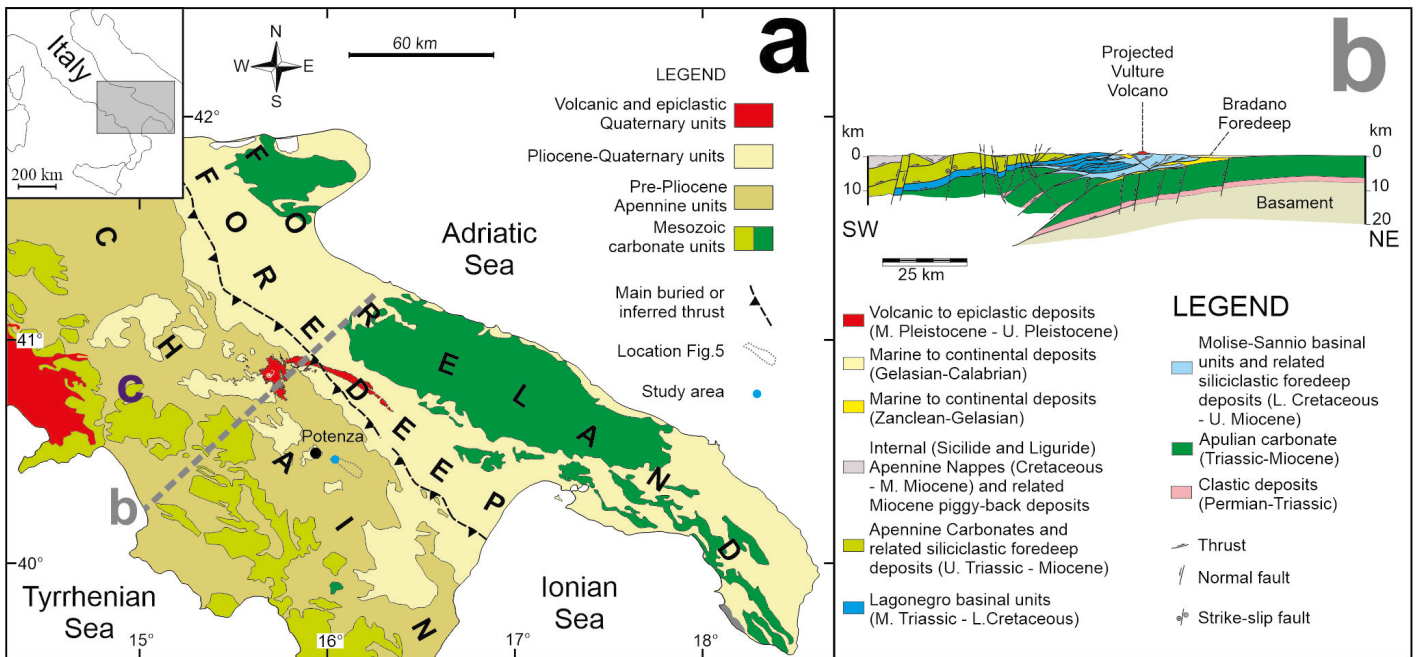 Italy
200 km
N
W E
S
60 km
a
LEGEND
Volcanic and epiclastic
Quaternary units
Pliocene-Quaternary units
Pre-Pliocene
Apennine units
Mesozoic
carbonate units
Main buried or
inferred thrust
Location Fig.5
Study area
42°
41°
40°
15°
16°
17°
18°
FORELAND
FOREDEEP
CHAIN
C
Adriatic
Sea
Ionian
Sea
Tyrrhenian
Sea
Potenza
b
b
Projected
Vulture
Volcano
Bradano
Foredeep
km
0
10
km
0
10
20
Basament
SW
NE
25 km
Volcanic to epiclastic deposits
(M. Pleistocene - U. Pleistocene)
Marine to continental deposits
(Gelasian-Calabrian)
Marine to continental deposits
(Zanclean-Gelasian)
Internal (Sicilide and Liguride)
Apennine Nappes (Cretaceous
- M. Miocene) and related
Miocene piggy-back deposits
Apennine Carbonates and
related siliciclastic foredeep
deposits (U. Triassic - Miocene)
Lagonegro basinal units
(M. Triassic - L.Cretaceous)
LEGEND
Molise-Sannio basinal
units and related
siliciclastic foredeep
deposits (L. Cretaceous
- U. Miocene)
Apulian carbonate
(Triassic-Miocene)
Clastic deposits
(Permian-Triassic)
Thrust
Normal fault
Strike-slip fault